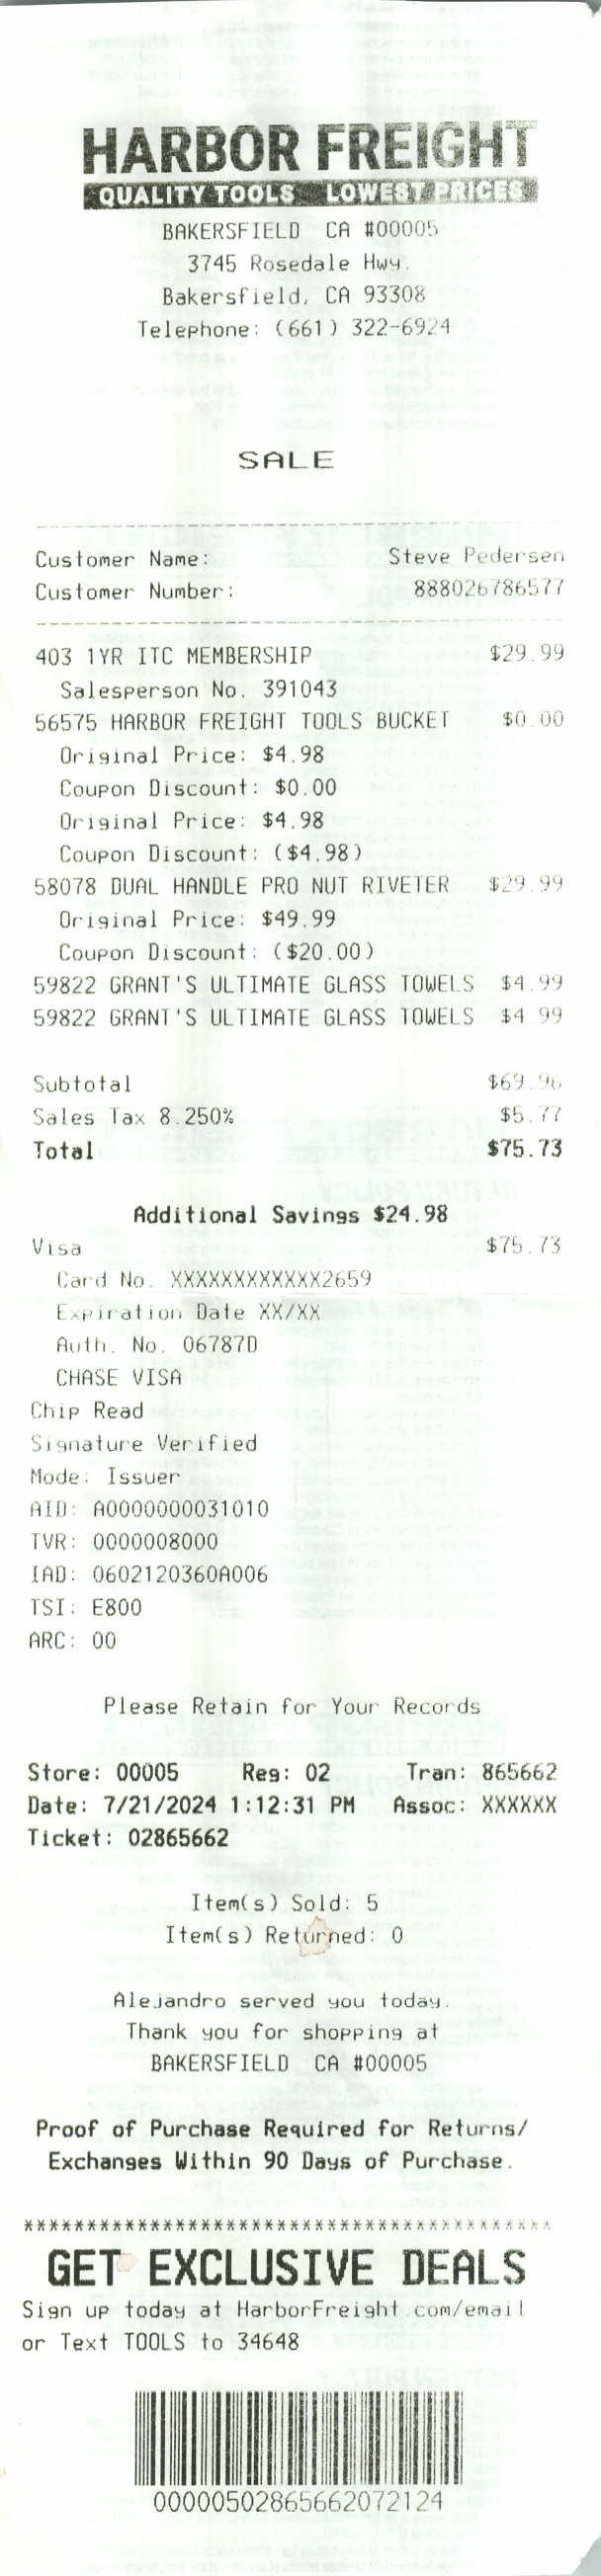 HARBOR FREIGHT
QUALITY TOOLS LOWEST PRICES
BAKERSFIELD CA #00005
3745 Rosedale Hwy.
Bakersfield, CA 93308
Telephone: (661) 322-6924
SALE
Customer Name: Steve Pedersen
Customer Number: 888026786577
403 1YR ITC MEMBERSHIP $29.99
Salesperson No. 391043
56575 HARBOR FREIGHT TOOLS BUCKET $0.00
Original Price: $4.98
Coupon Discount: $0.00
Original Price: $4.98
Coupon Discount: ($4.98)
58078 DUAL HANDLE PRO NUT RIVETER $29.99
Original Price: $49.99
Coupon Discount: ($20.00)
59822 GRANT'S ULTIMATE GLASS TOWELS $4.99
59822 GRANT'S ULTIMATE GLASS TOWELS $4.99
Subtotal $69.96
Sales Tax 8.250% $5.77
Total $75.73
Additional Savings $24.98
Visa $75.73
Card No. XXXXXXXXXXXX2659
Expiration Date XX/XX
Auth. No. 06787D
CHASE VISA
Chip Read
Signature Verified
Mode: Issuer
AID: A0000000031010
TVR: 0000008000
IAD: 0602120360A006
TSI: E800
ARC: 00
Please Retain for Your Records
Store: 00005 Reg: 02 Tran: 865662
Date: 7/21/2024 1:12:31 PM Assoc: XXXXXX
Ticket: 02865662
Item(s) Sold: 5
Item(s) Returned: 0
Alejandro served you today.
Thank you for shopping at
BAKERSFIELD CA #00005
Proof of Purchase Required for Returns/
Exchanges Within 90 Days of Purchase.
******************************************
GET EXCLUSIVE DEALS
Sign up today at HarborFreight.com/email
or Text TOOLS to 34648
00000502865662072124